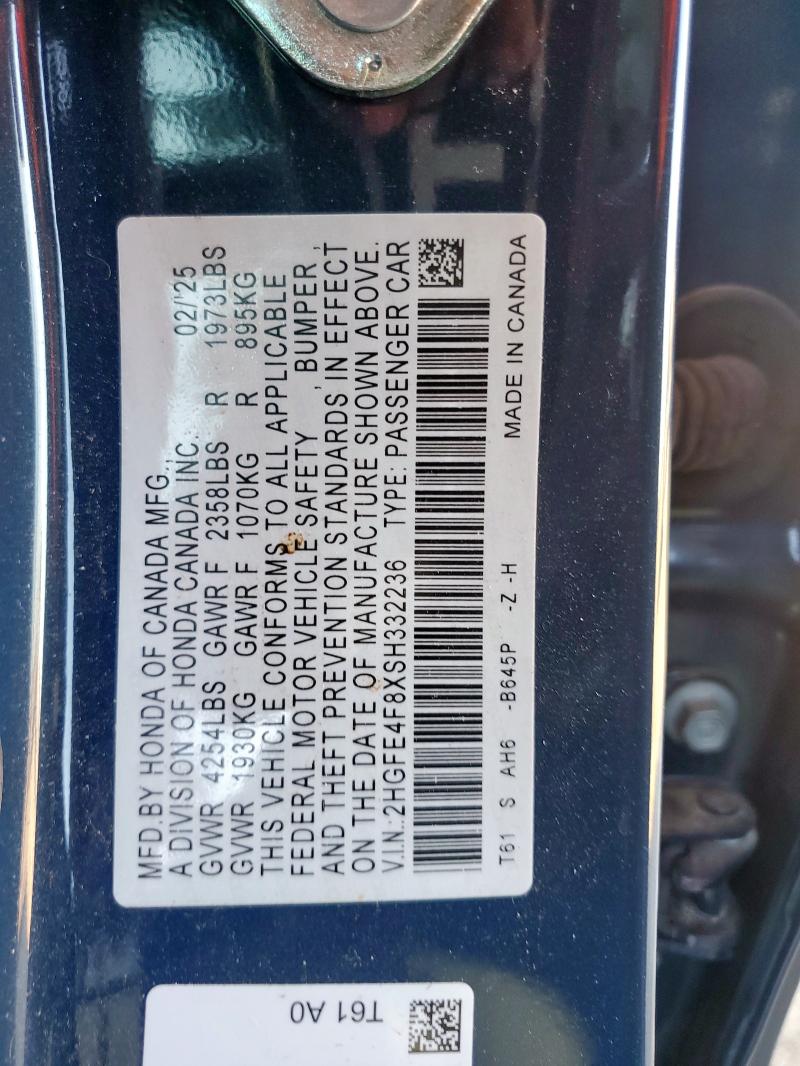 MFD.BY HONDA OF CANADA MFG.,
A DIVISION OF HONDA CANADA INC. 02/'25
GVWR 4254LBS GAWR F 2358LBS R 1973LBS
GVWR 1930KG GAWR F 1070KG R 895KG
THIS VEHICLE CONFORMS TO ALL APPLICABLE
FEDERAL MOTOR VEHICLE SAFETY, BUMPER,
AND THEFT PREVENTION STANDARDS IN EFFECT
ON THE DATE OF MANUFACTURE SHOWN ABOVE.
V.I.N.:2HGFE4F8XSH332236 TYPE: PASSENGER CAR
T61 S AH6 -B645P -Z -H MADE IN CANADA
T61 A0